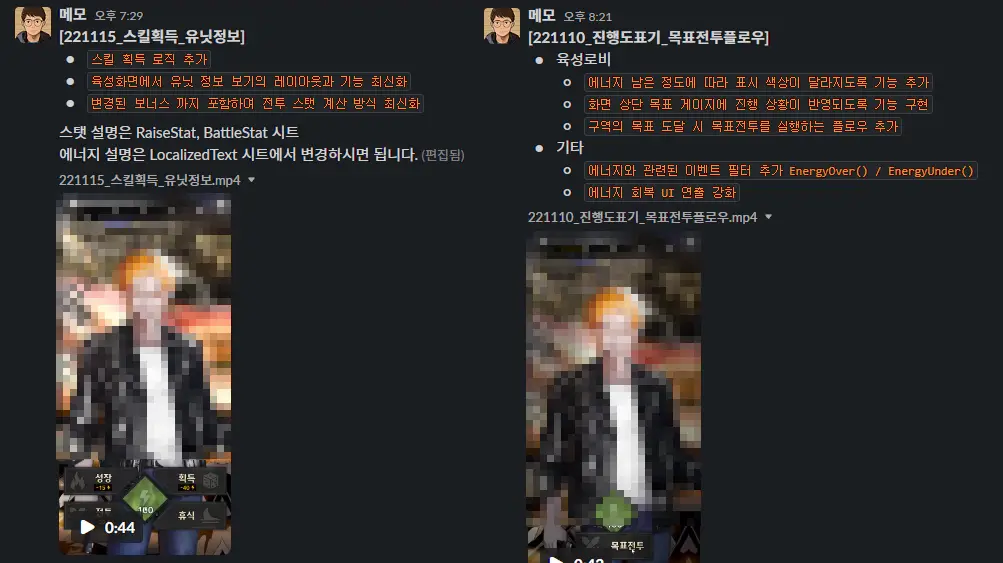 메모 오후 7:29
[221115_스킬획득_유닛정보]
스킬 획득 로직 추가
육성화면에서 유닛 정보 보기의 레이아웃과 기능 최신화
변경된 보너스 까지 포함하여 전투 스탯 계산 방식 최신화
스탯 설명은 RaiseStat, BattleStat 시트
에너지 설명은 LocalizedText 시트에서 변경하시면 됩니다. (편집됨)
221115_스킬획득_유닛정보.mp4
성장
획득
-40
100
휴식
0:44
메모 오후 8:21
[221110_진행도표기_목표전투플로우]
육성로비
에너지 남은 정도에 따라 표시 색상이 달라지도록 기능 추가
화면 상단 목표 게이지에 진행 상황이 반영되도록 기능 구현
구역의 목표 도달 시 목표전투를 실행하는 플로우 추가
기타
에너지와 관련된 이벤트 필터 추가 EnergyOver() / EnergyUnder()
에너지 회복 UI 연출 강화
221110_진행도표기_목표전투플로우.mp4
목표전투